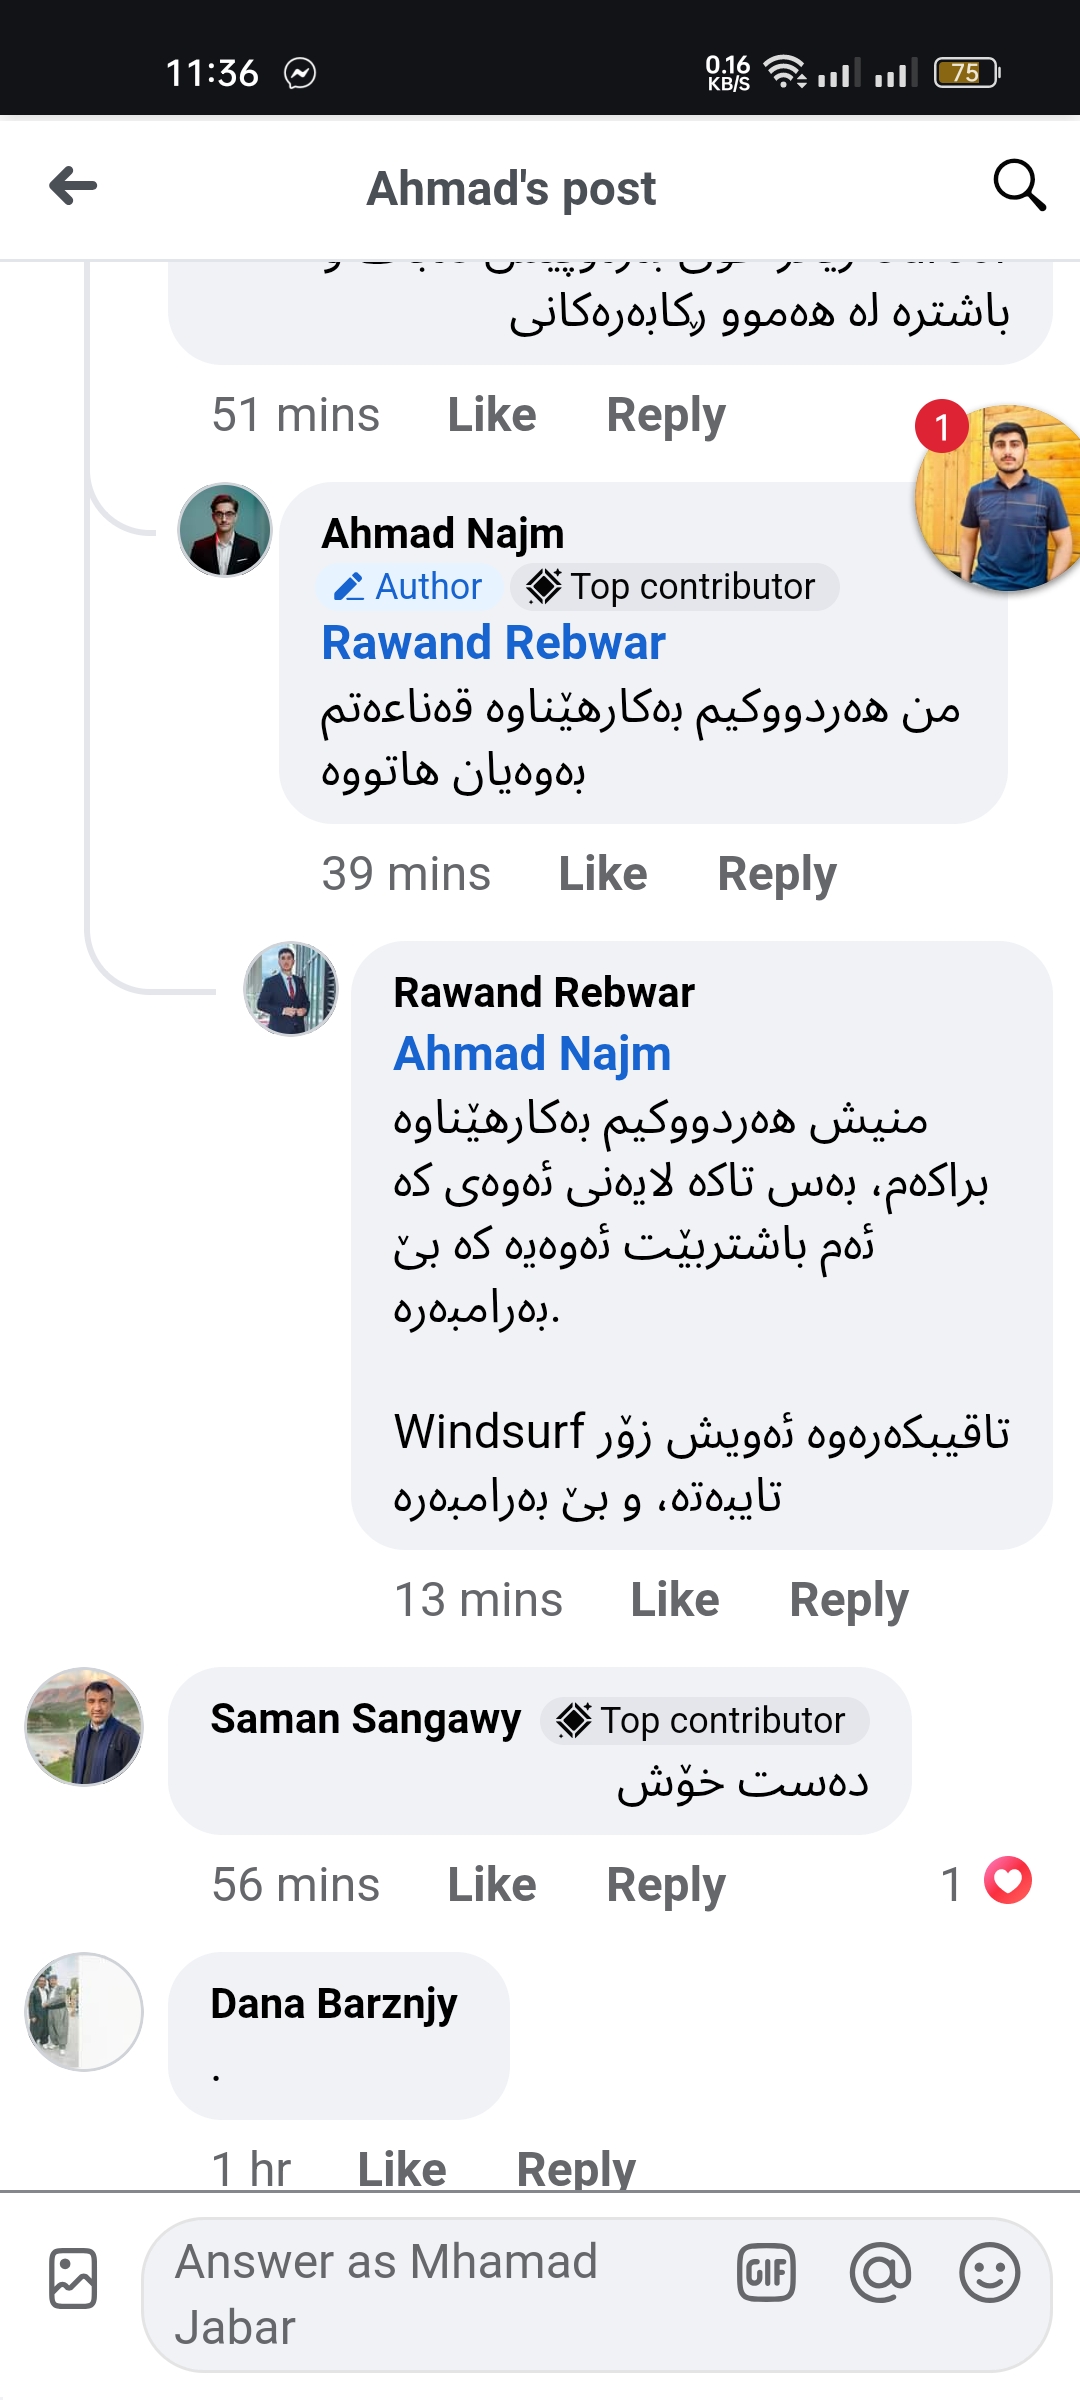 11:36
0.16 KB/S
75
Ahmad's post
باشترە لە هەموو ڕکابەرەکانی
51 mins Like Reply
1
Ahmad Najm
Author Top contributor
Rawand Rebwar
من هەردووکیم بەکارهێناوە قەناعەتم
بەوەیان هاتووە
39 mins Like Reply
Rawand Rebwar
Ahmad Najm
منیش هەردووکیم بەکارهێناوە
براکەم، بەس تاکە لایەنی ئەوەی کە
ئەم باشتربێت ئەوەیە کە بێ
بەرامبەرە.
Windsurf تاقیبکەرەوە ئەویش زۆر
تایبەتە، و بێ بەرامبەرە
13 mins Like Reply
Saman Sangawy Top contributor
دەست خۆش
56 mins Like Reply 1
Dana Barznjy
.
1 hr Like Reply
Answer as Mhamad
Jabar
GIF @